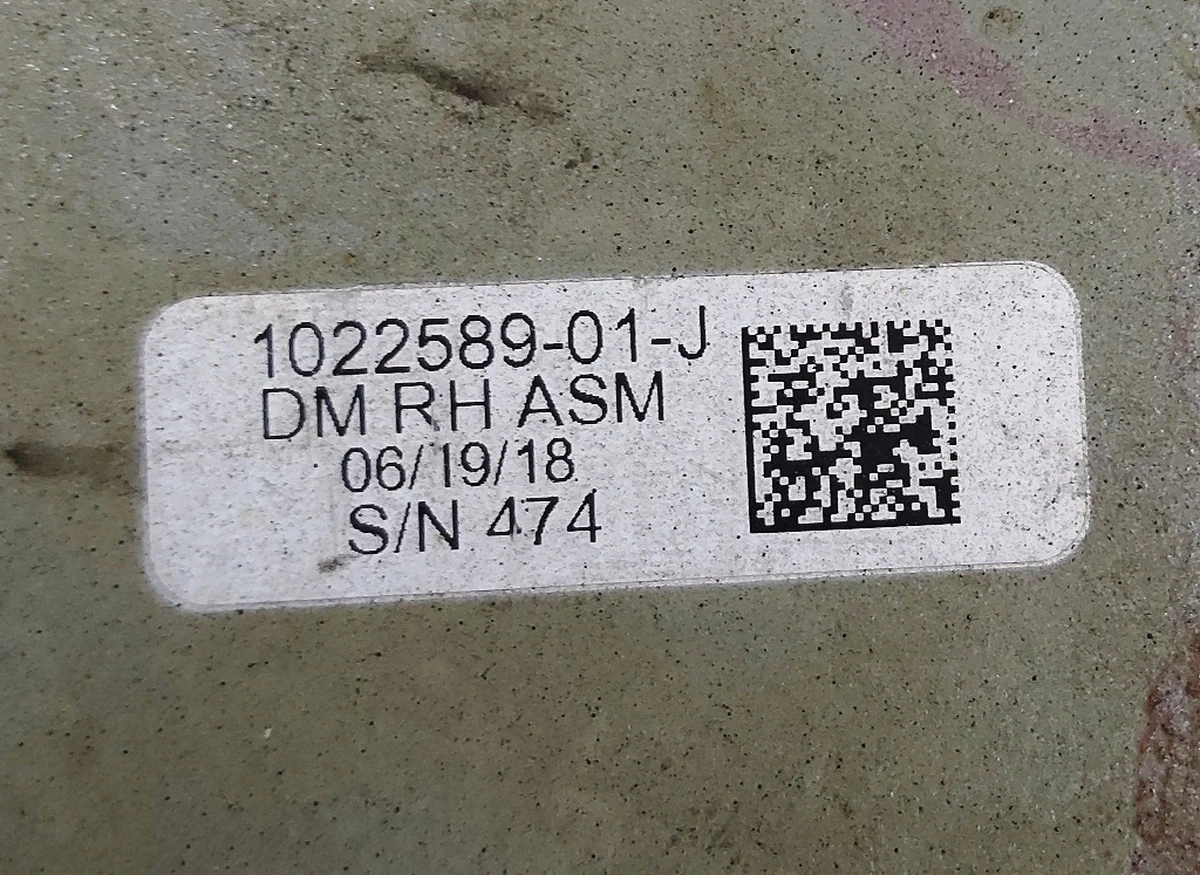 1022589-01-J
DM RH ASM
06/19/18
S/N 474